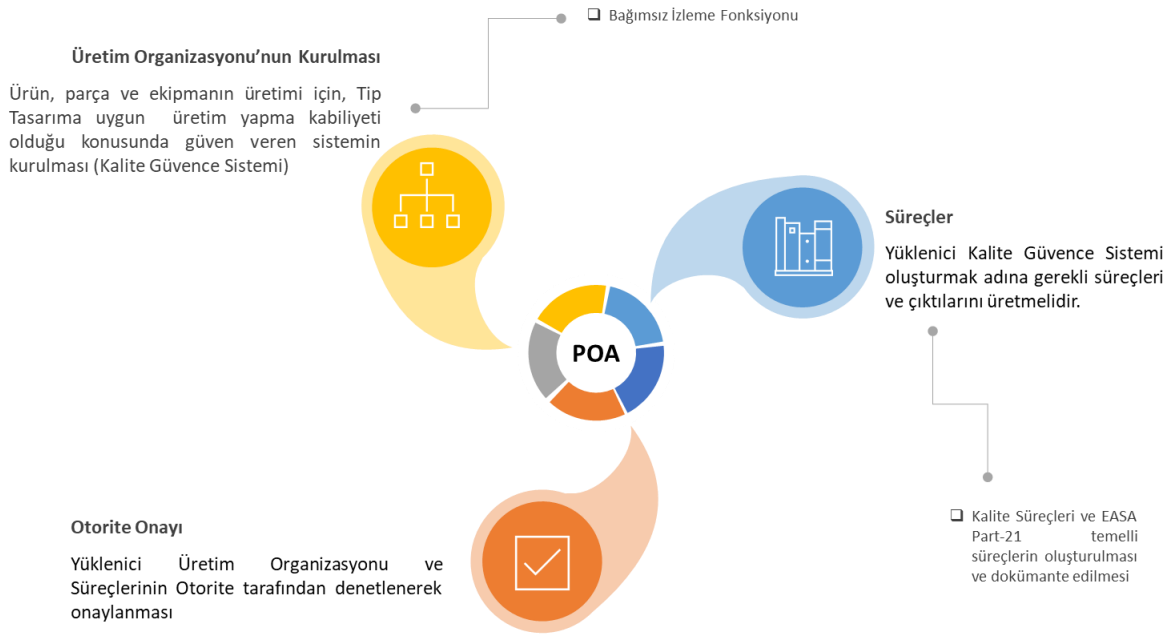 ❑ Bağımsız İzleme Fonksiyonu
Üretim Organizasyonu’nun Kurulması
Ürün, parça ve ekipmanın üretimi için, Tip
Tasarıma uygun üretim yapma kabiliyeti
olduğu konusunda güven veren sistemin
kurulması (Kalite Güvence Sistemi)
Süreçler
Yüklenici Kalite Güvence Sistemi
oluşturmak adına gerekli süreçleri
ve çıktılarını üretmelidir.
POA
❑ Kalite Süreçleri ve EASA
Part-21 temelli
süreçlerin oluşturulması
ve dokümante edilmesi
Otorite Onayı
Yüklenici Üretim Organizasyonu ve
Süreçlerinin Otorite tarafından denetlenerek
onaylanması